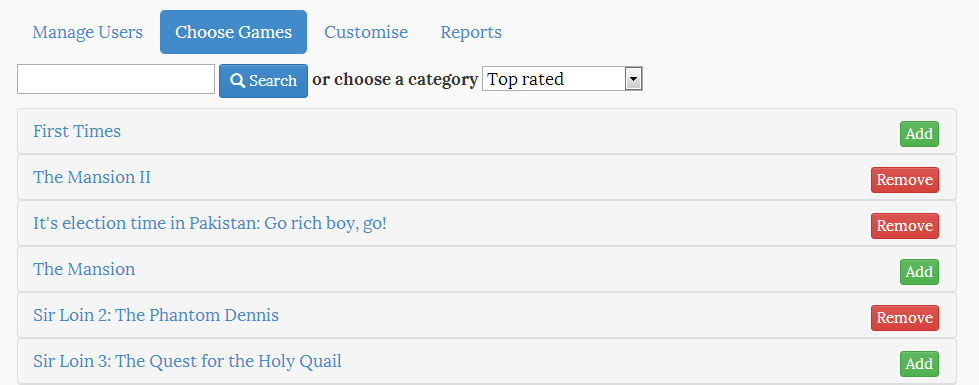 Manage Users Choose Games Customise Reports
Search or choose a category Top rated
First Times Add
The Mansion II Remove
It's election time in Pakistan: Go rich boy, go! Remove
The Mansion Add
Sir Loin 2: The Phantom Dennis Remove
Sir Loin 3: The Quest for the Holy Quail Add